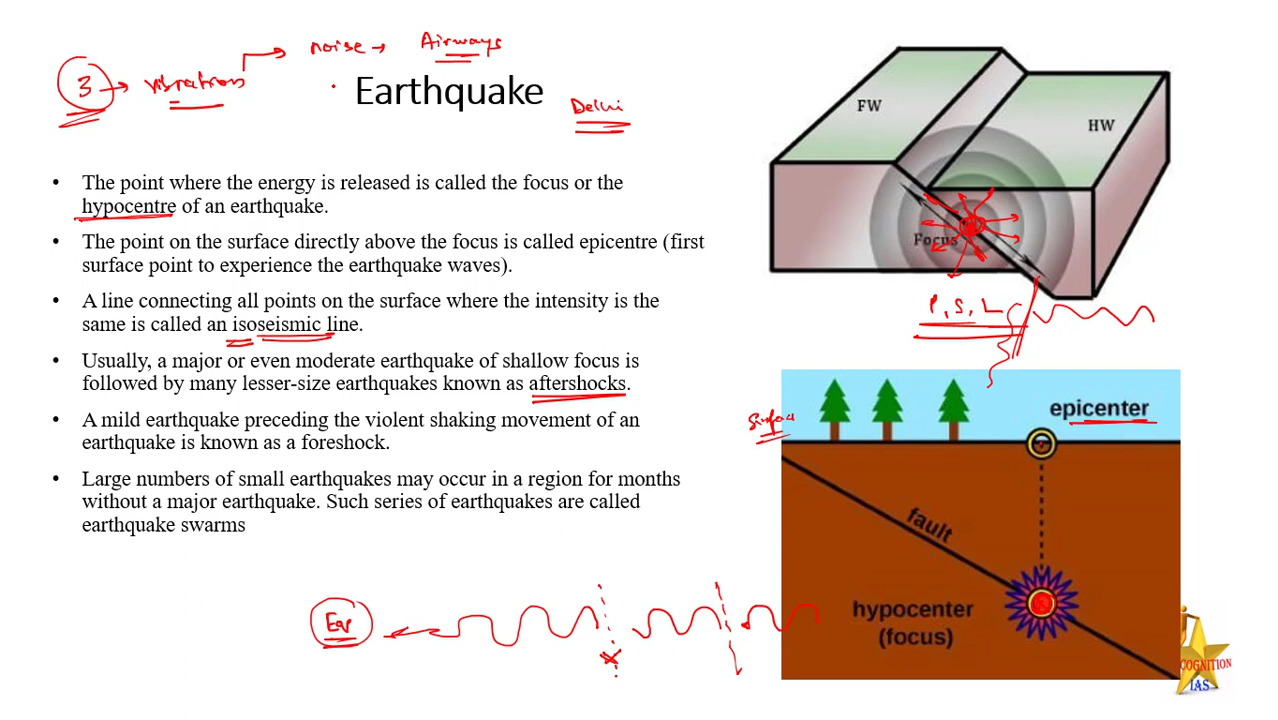 3 → vibrations
noise → Airways
Earthquake
Delhi
• The point where the energy is released is called the focus or the
hypocentre of an earthquake.
• The point on the surface directly above the focus is called epicentre (first
surface point to experience the earthquake waves).
• A line connecting all points on the surface where the intensity is the
same is called an isoseismic line.
• Usually, a major or even moderate earthquake of shallow focus is
followed by many lesser-size earthquakes known as aftershocks.
• A mild earthquake preceding the violent shaking movement of an
earthquake is known as a foreshock.
• Large numbers of small earthquakes may occur in a region for months
without a major earthquake. Such series of earthquakes are called
earthquake swarms
FW
HW
Focus
P, S, L
epicenter
fault
hypocenter
(focus)
COGNITION
IAS